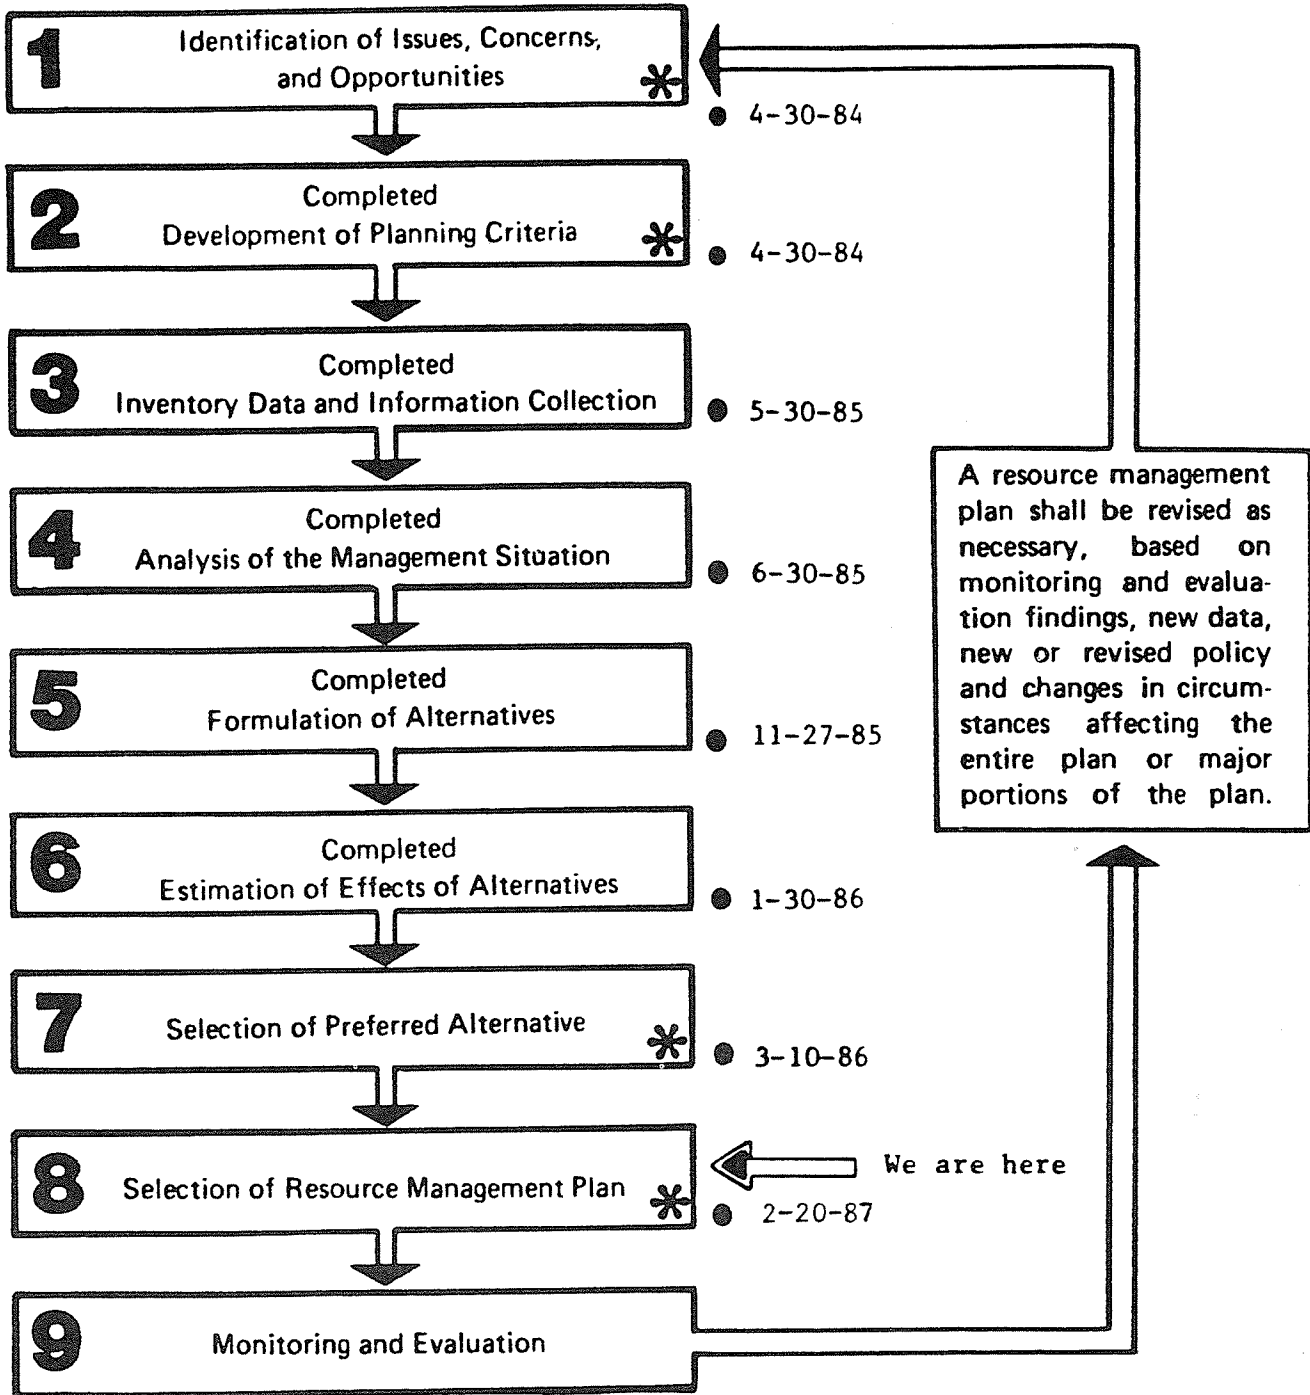 1
Identification of Issues, Concerns,
and Opportunities *
• 4-30-84
2
Completed
Development of Planning Criteria *
• 4-30-84
3
Completed
Inventory Data and Information Collection
• 5-30-85
4
Completed
Analysis of the Management Situation
• 6-30-85
5
Completed
Formulation of Alternatives
• 11-27-85
6
Completed
Estimation of Effects of Alternatives
• 1-30-86
7
Selection of Preferred Alternative *
• 3-10-86
8
Selection of Resource Management Plan *
We are here
• 2-20-87
9
Monitoring and Evaluation
A resource management
plan shall be revised as
necessary, based on
monitoring and evalua-
tion findings, new data,
new or revised policy
and changes in circum-
stances affecting the
entire plan or major
portions of the plan.